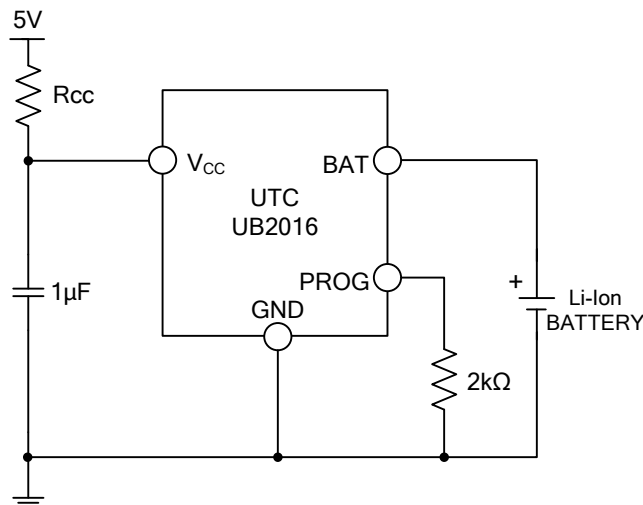 5V
Rcc
VCC
BAT
UTC
UB2016
PROG
GND
1µF
+
Li-Ion
BATTERY
2kΩ